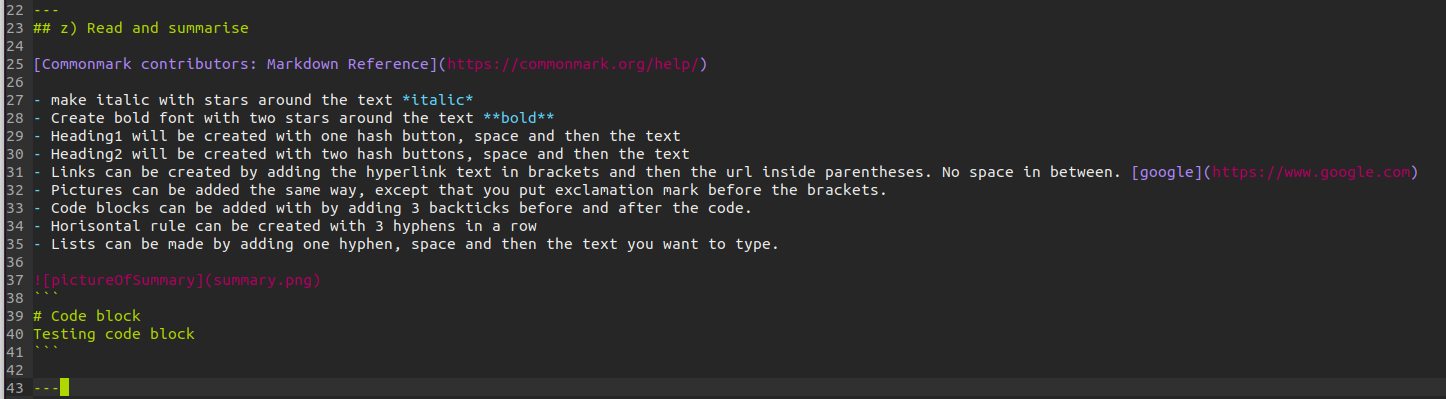 22 ---
23 ## z) Read and summarise
24
25 [Commonmark contributors: Markdown Reference](https://commonmark.org/help/)
26
27 - make italic with stars around the text *italic*
28 - Create bold font with two stars around the text **bold**
29 - Heading1 will be created with one hash button, space and then the text
30 - Heading2 will be created with two hash buttons, space and then the text
31 - Links can be created by adding the hyperlink text in brackets and then the url inside parentheses. No space in between. [google](https://www.google.com)
32 - Pictures can be added the same way, except that you put exclamation mark before the brackets.
33 - Code blocks can be added with by adding 3 backticks before and after the code.
34 - Horisontal rule can be created with 3 hyphens in a row
35 - Lists can be made by adding one hyphen, space and then the text you want to type.
36
37 ![pictureOfSummary](summary.png)
38 ```
39 # Code block
40 Testing code block
41 ```
42
43 ---